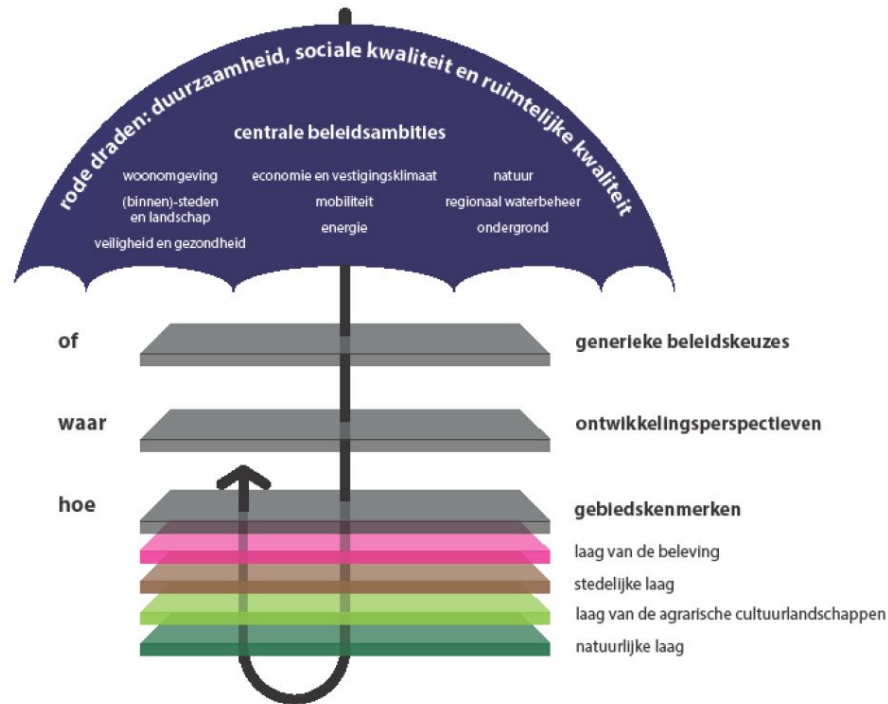 rode draden: duurzaamheid, sociale kwaliteit en ruimtelijke kwaliteit
centrale beleidsambities
woonomgeving
(binnen)-steden
en landschap
veiligheid en gezondheid
economie en vestigingsklimaat
mobiliteit
energie
natuur
regionaal waterbeheer
ondergrond
of
generieke beleidskeuzes
waar
ontwikkelingsperspectieven
hoe
gebiedskenmerken
laag van de beleving
stedelijke laag
laag van de agrarische cultuurlandschappen
natuurlijke laag